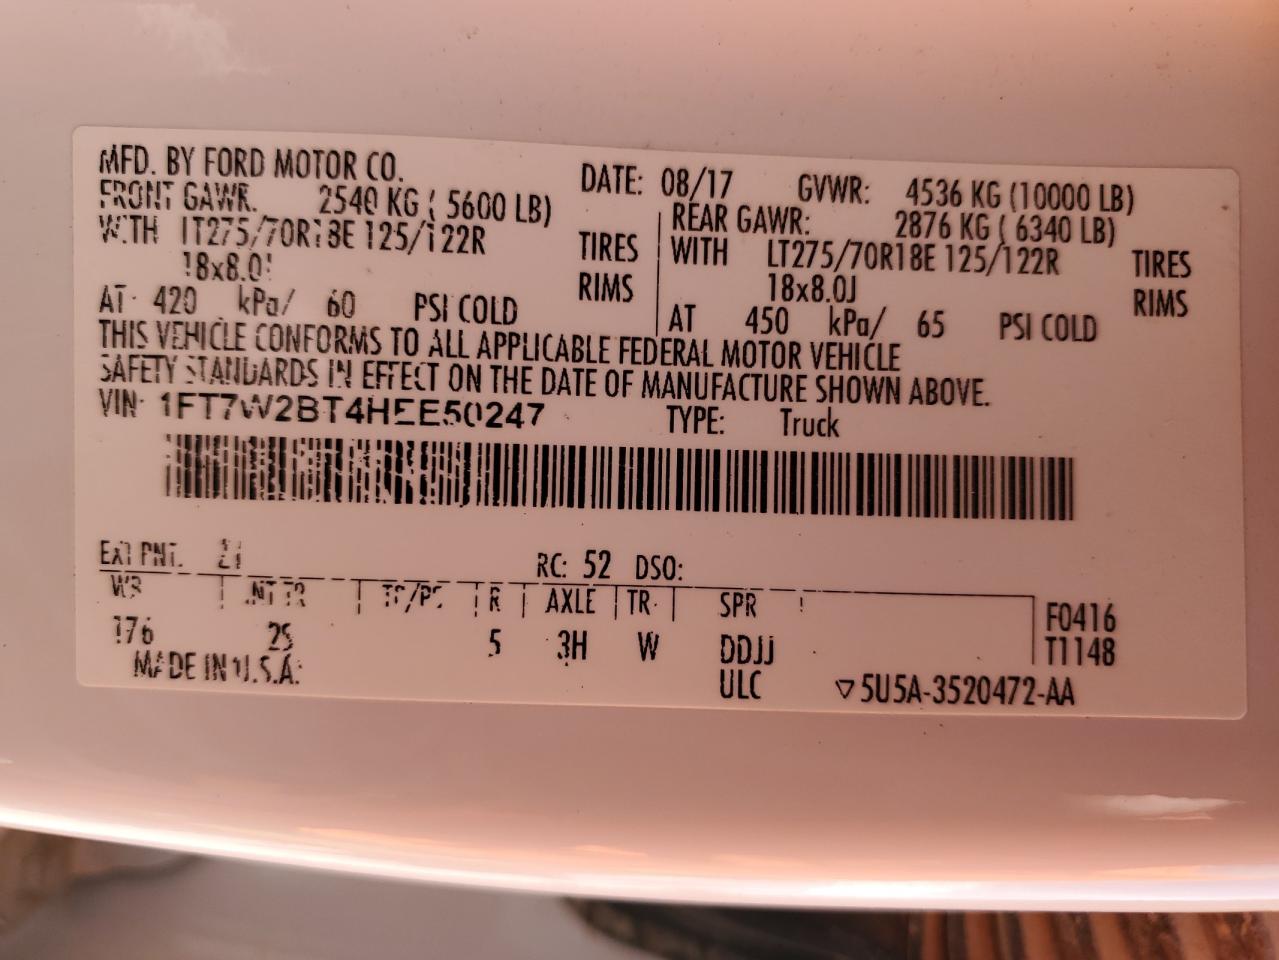 MFD. BY FORD MOTOR CO. DATE: 08/17 GVWR: 4536 KG (10000 LB)
FRONT GAWR: 2540 KG ( 5600 LB) REAR GAWR: 2876 KG ( 6340 LB)
WITH LT275/70R18E 125/122R TIRES WITH LT275/70R18E 125/122R TIRES
18x8.0J RIMS 18x8.0J RIMS
AT 420 kPa/ 60 PSI COLD AT 450 kPa/ 65 PSI COLD
THIS VEHICLE CONFORMS TO ALL APPLICABLE FEDERAL MOTOR VEHICLE
SAFETY STANDARDS IN EFFECT ON THE DATE OF MANUFACTURE SHOWN ABOVE.
VIN: 1FT7W2BT4HEE50247 TYPE: Truck
EXT PNT: RC: 52 DSO:
WB INT TR TP/PS R AXLE TR SPR F0416
176 5 3H W DDJJ T1148
MADE IN U.S.A. ULC ▽5U5A-3520472-AA